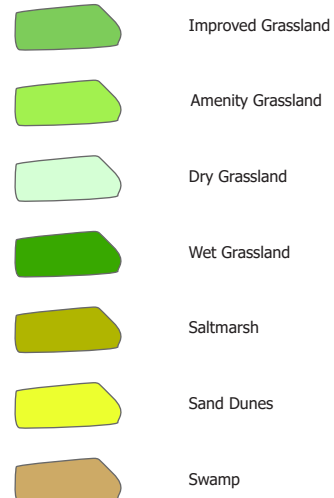 Improved Grassland
Amenity Grassland
Dry Grassland
Wet Grassland
Saltmarsh
Sand Dunes
Swamp